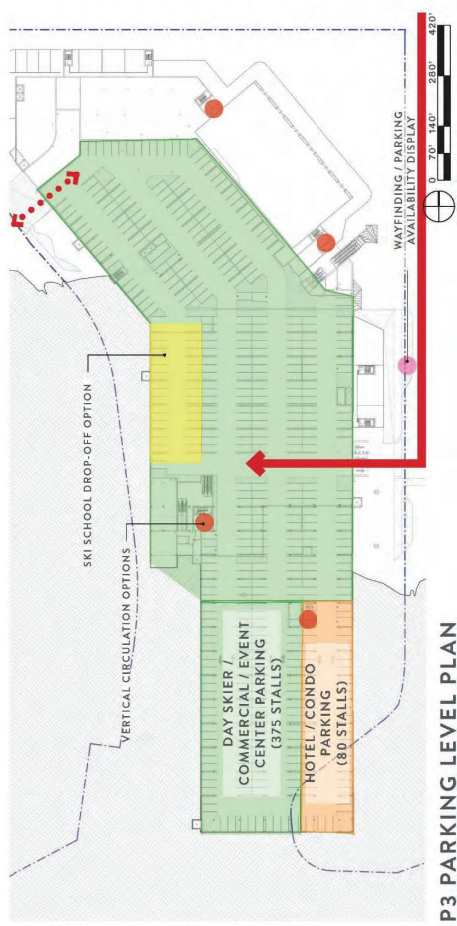 SKI SCHOOL DROP-OFF OPTION
VERTICAL CIRCULATION OPTIONS
DAY SKIER /
COMMERCIAL / EVENT
CENTER PARKING
(375 STALLS)
HOTEL / CONDO
PARKING
(80 STALLS)
WAYFINDING / PARKING
AVAILABILITY DISPLAY
0 70' 140' 280' 420'
P3 PARKING LEVEL PLAN